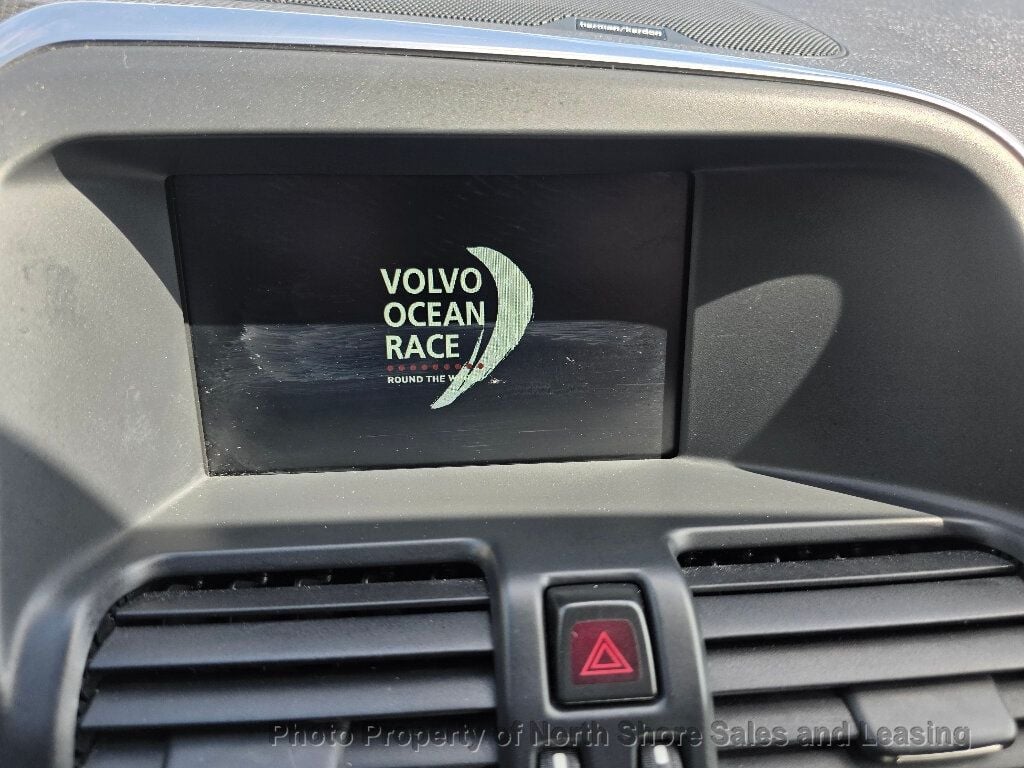 harman/kardon
VOLVO
OCEAN
RACE
ROUND THE
Photo Property of North Shore Sales and Leasing